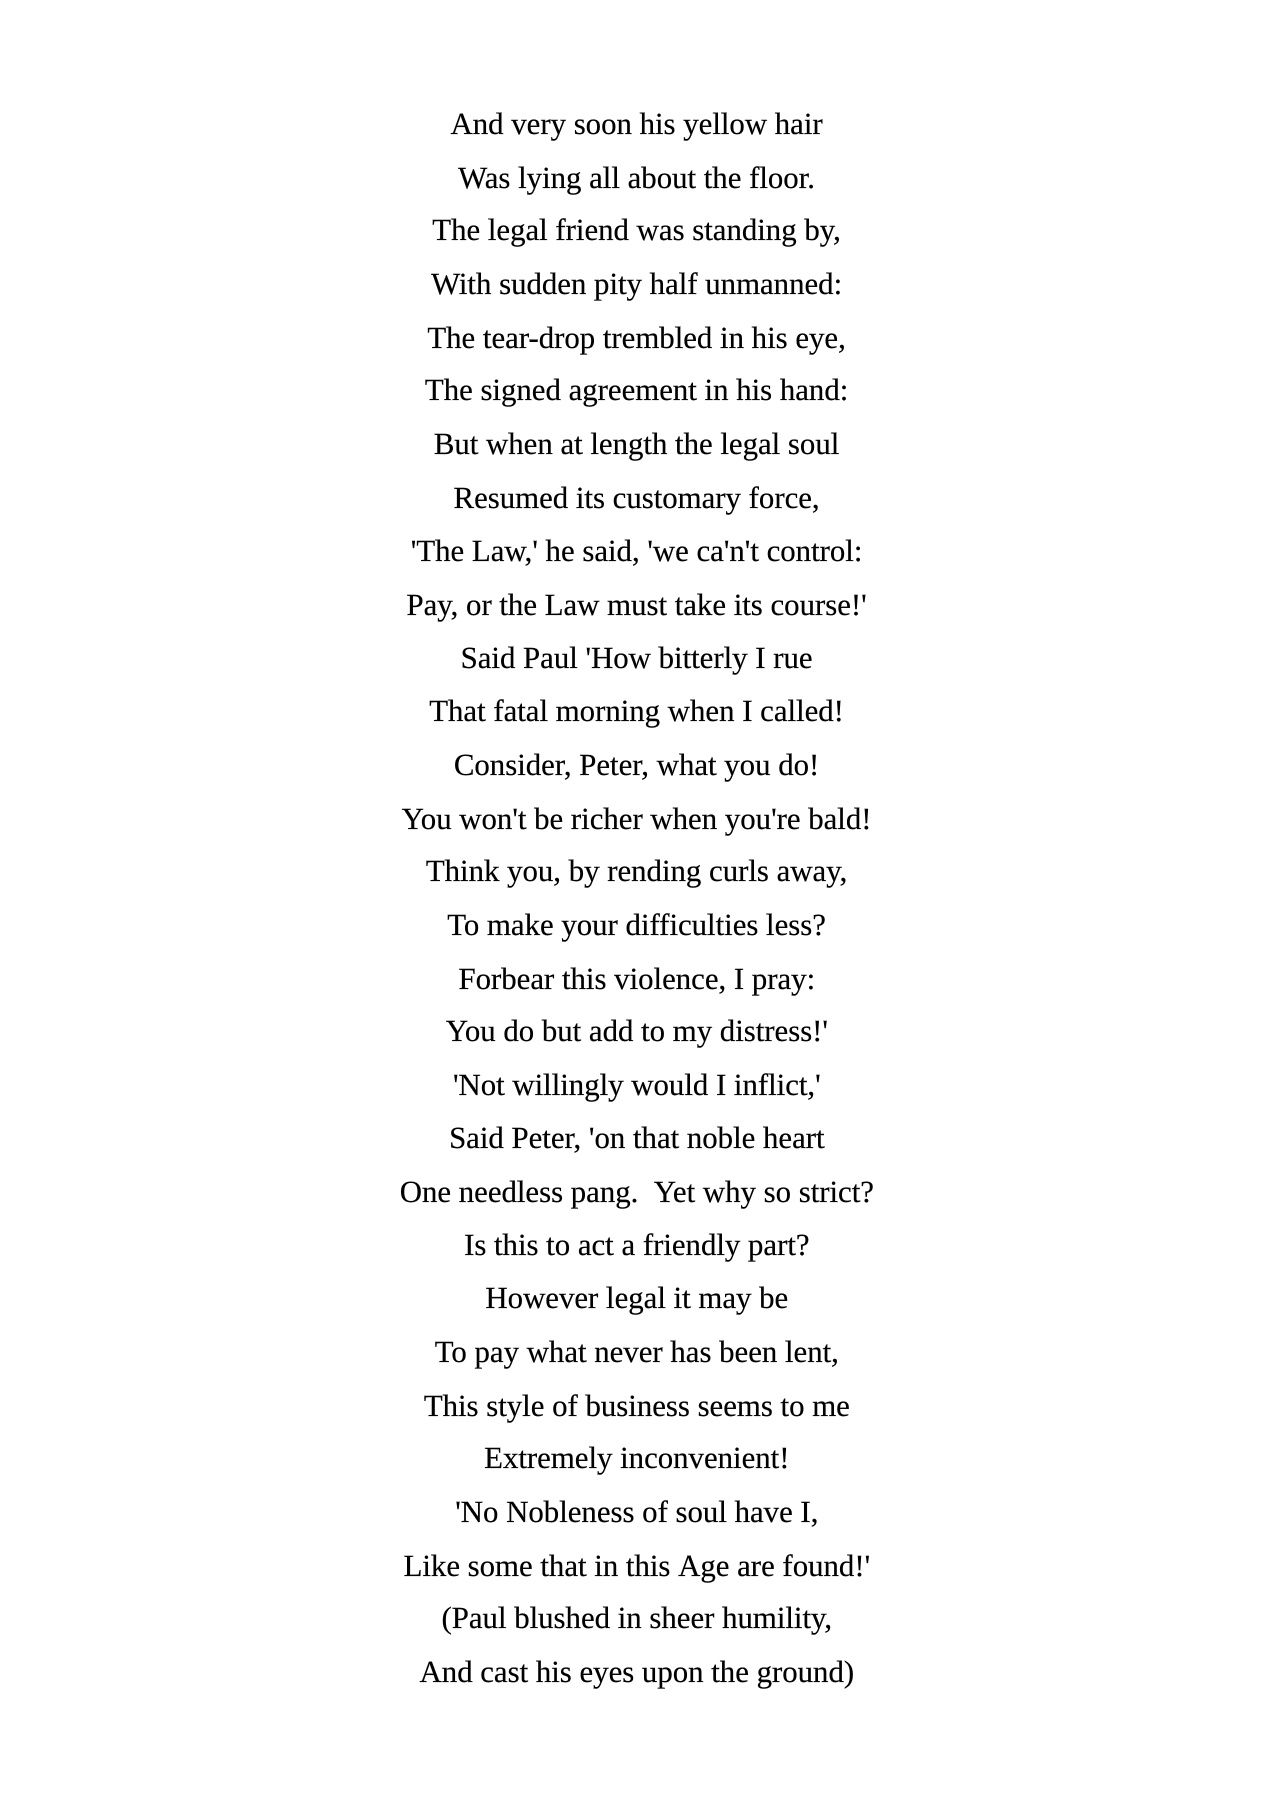 And very soon his yellow hair
Was lying all about the floor.
The legal friend was standing by,
With sudden pity half unmanned:
The tear-drop trembled in his eye,
The signed agreement in his hand:
But when at length the legal soul
Resumed its customary force,
'The Law,' he said, 'we ca'n't control:
Pay, or the Law must take its course!'
Said Paul 'How bitterly I rue
That fatal morning when I called!
Consider, Peter, what you do!
You won't be richer when you're bald!
Think you, by rending curls away,
To make your difficulties less?
Forbear this violence, I pray:
You do but add to my distress!'
'Not willingly would I inflict,'
Said Peter, 'on that noble heart
One needless pang.  Yet why so strict?
Is this to act a friendly part?
However legal it may be
To pay what never has been lent,
This style of business seems to me
Extremely inconvenient!
'No Nobleness of soul have I,
Like some that in this Age are found!'
(Paul blushed in sheer humility,
And cast his eyes upon the ground)